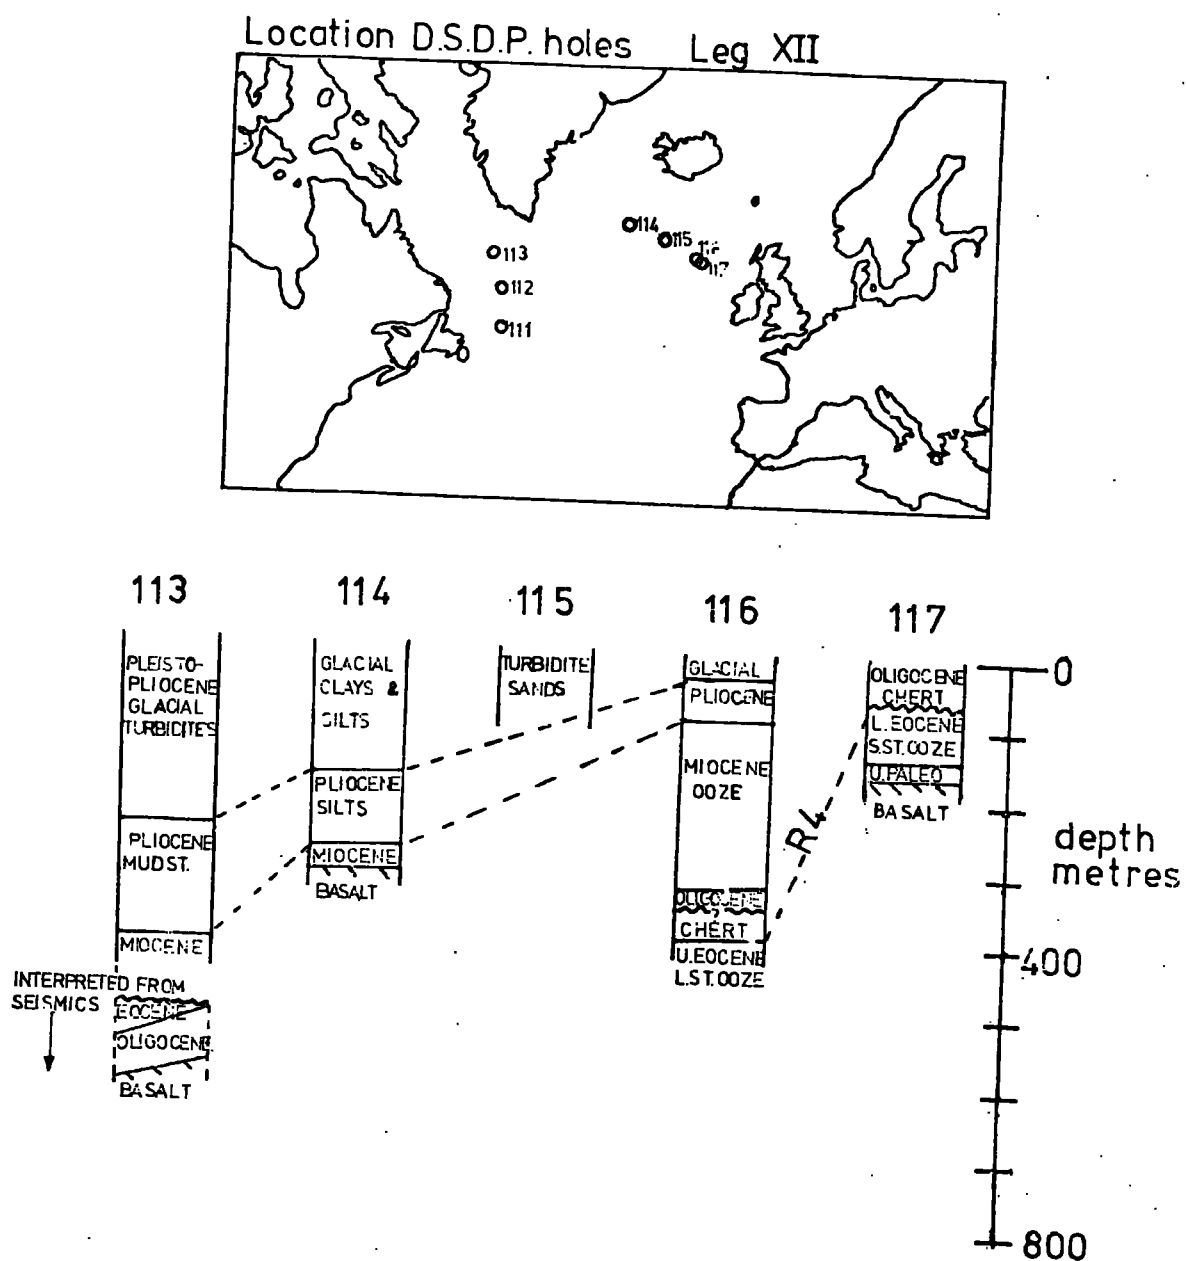 Location D.S.D.P. holes Leg XII
114
115
116
117
113
112
111
113
114
115
116
117
PLEISTO-
PLIOCENE
GLACIAL
TURBIDITES
PLIOCENE
MUDST.
MIOCENE
INTERPRETED FROM
SEISMICS
EOCENE
OLIGOCENE
BASALT
GLACIAL
CLAYS &
SILTS
PLIOCENE
SILTS
MIOCENE
BASALT
TURBIDITE
SANDS
GLACIAL
PLIOCENE
MIOCENE
OOZE
OLIGOCENE
CHERT
U.EOCENE
L.ST.OOZE
R4
OLIGOCENE
CHERT
L.EOCENE
S.ST.OOZE
U.PALEO
BASALT
0
depth
metres
400
800